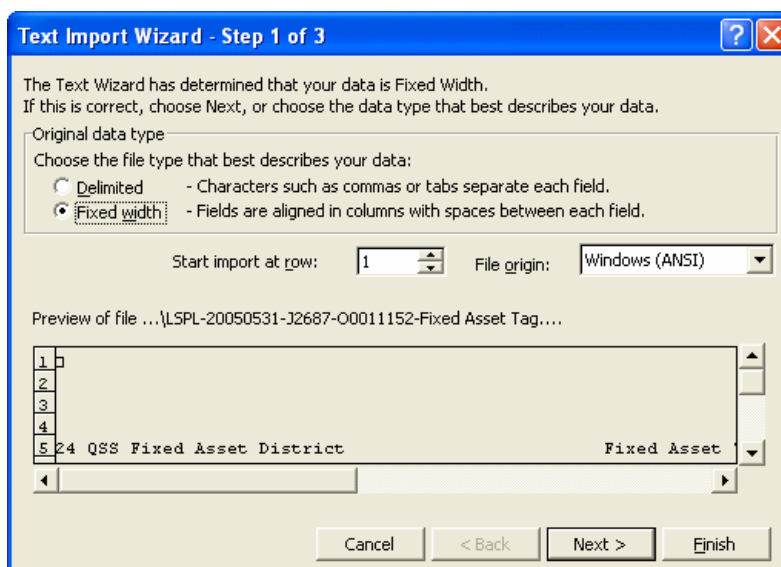 Text Import Wizard - Step 1 of 3
The Text Wizard has determined that your data is Fixed Width.
If this is correct, choose Next, or choose the data type that best describes your data.
Original data type
Choose the file type that best describes your data:
Delimited - Characters such as commas or tabs separate each field.
Fixed width - Fields are aligned in columns with spaces between each field.
Start import at row: 1 File origin: Windows (ANSI)
Preview of file ...\LSPL-20050531-J2687-O0011152-Fixed Asset Tag....
1
2
3
4
5 24 QSS Fixed Asset District Fixed Asset
Cancel < Back Next > Finish